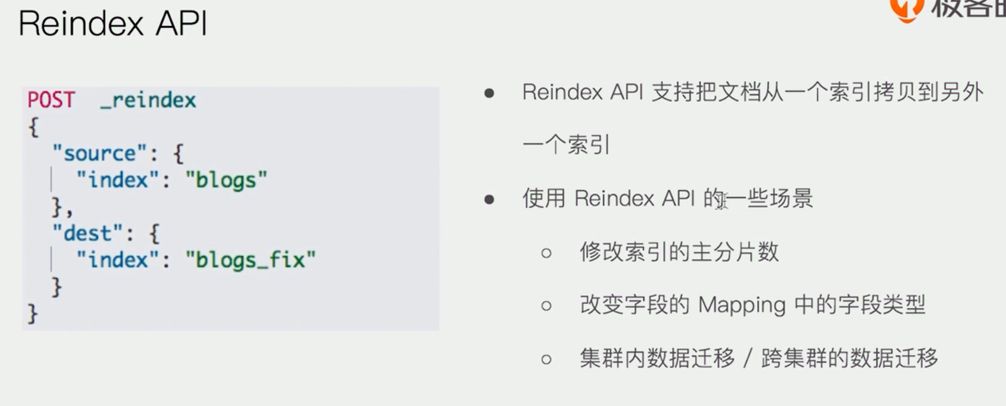 Reindex API
极客时
POST _reindex
{
"source": {
"index": "blogs"
},
"dest": {
"index": "blogs_fix"
}
}
Reindex API 支持把文档从一个索引拷贝到另外
一个索引
使用 Reindex API 的一些场景
修改索引的主分片数
改变字段的 Mapping 中的字段类型
集群内数据迁移 / 跨集群的数据迁移